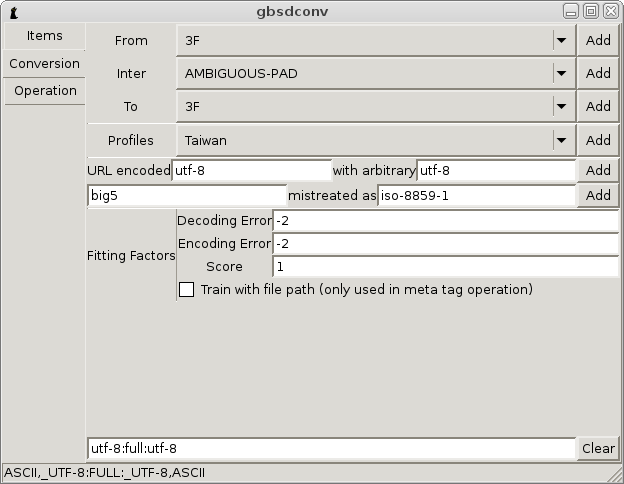 gbsdconv
Items
Conversion
Operation
From 3F Add
Inter AMBIGUOUS-PAD Add
To 3F Add
Profiles Taiwan Add
URL encoded utf-8 with arbitrary utf-8 Add
big5 mistreated as iso-8859-1 Add
Fitting Factors
Decoding Error -2
Encoding Error -2
Score 1
Train with file path (only used in meta tag operation)
utf-8:full:utf-8 Clear
ASCII,_UTF-8:FULL:_UTF-8,ASCII